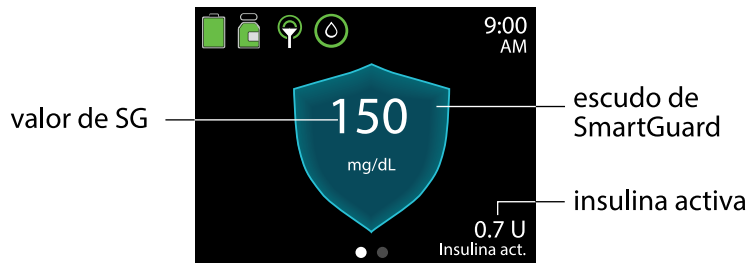 9:00
AM
valor de SG
150
mg/dL
escudo de
SmartGuard
insulina activa
0.7 U
Insulina act.